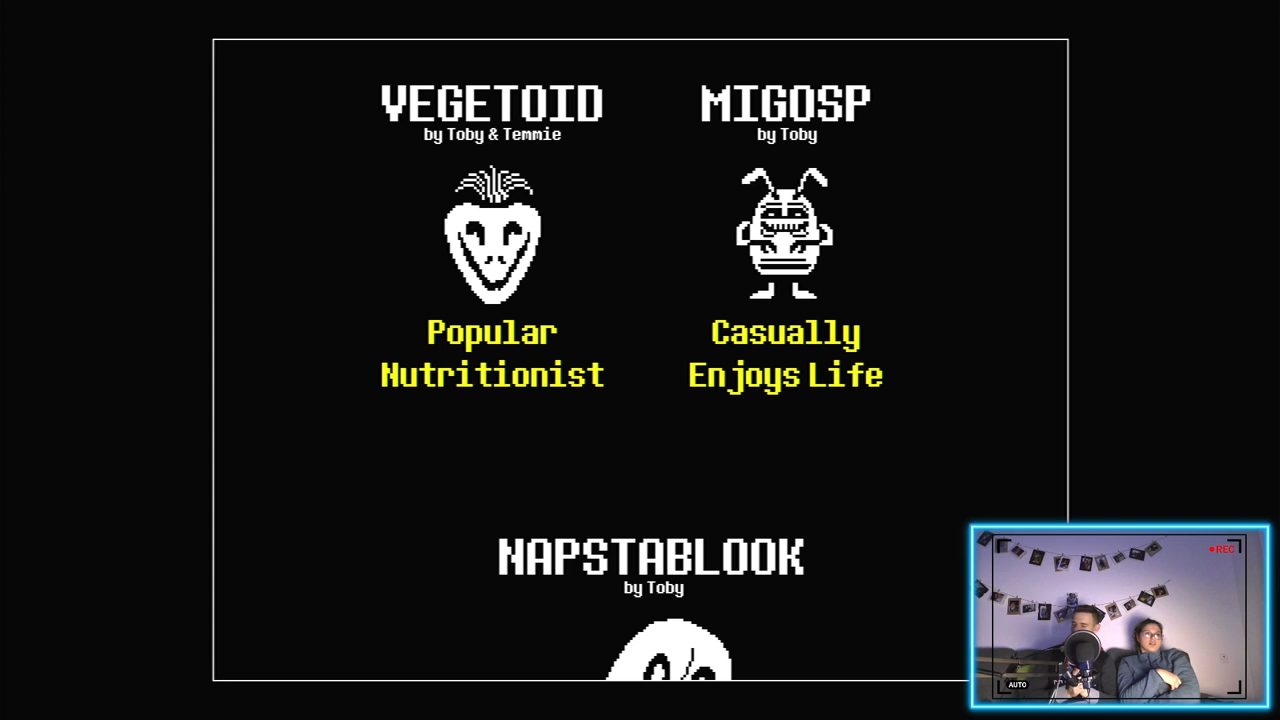 VEGETOID
by Toby & Temmie
Popular
Nutritionist
MIGOSP
by Toby
Casually
Enjoys Life
NAPSTABLOOK
by Toby
REC
AUTO